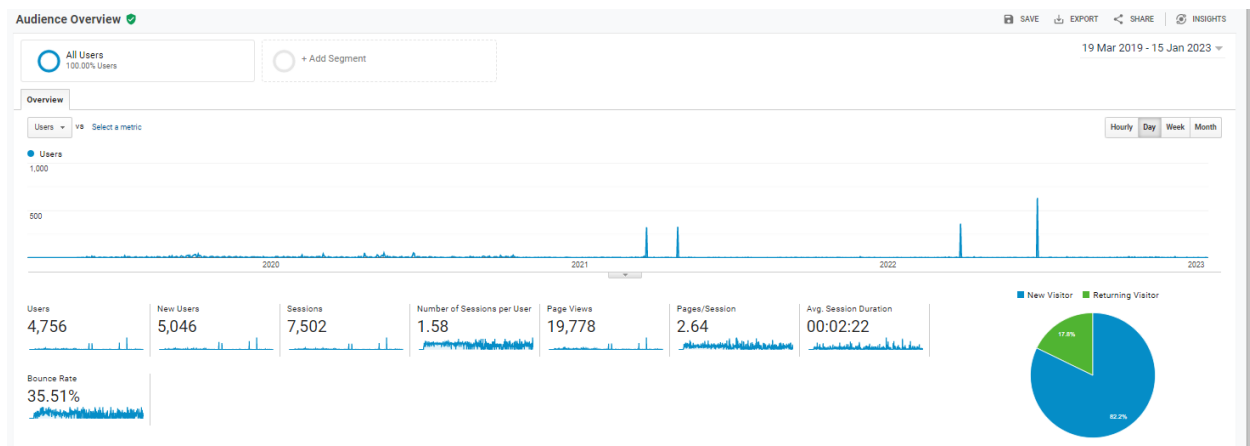 Audience Overview
SAVE EXPORT SHARE INSIGHTS
All Users
100.00% Users
+ Add Segment
19 Mar 2019 - 15 Jan 2023
Overview
Users VS Select a metric
Hourly Day Week Month
Users
1,000
500
2020 2021 2022 2023
New Visitor Returning Visitor
Users New Users Sessions Number of Sessions per User Page Views Pages/Session Avg. Session Duration
4,756 5,046 7,502 1.58 19,778 2.64 00:02:22
17.8%
Bounce Rate
35.51%
82.2%